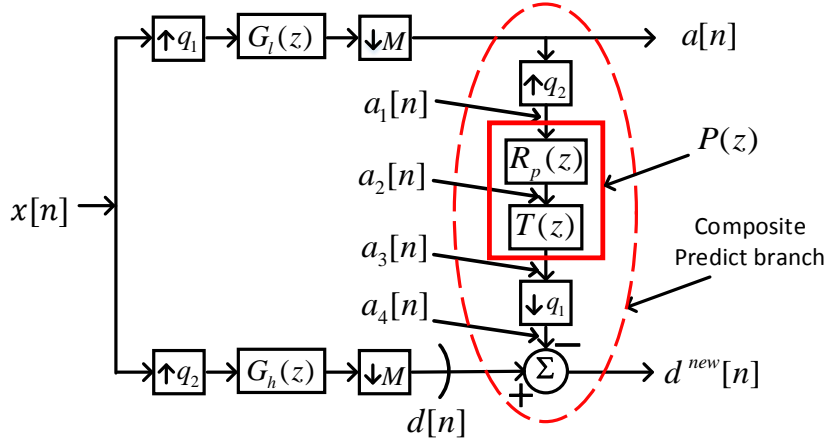 ↑q₁ G_l(z) ↓M a[n]
↑q₂
a₁[n]
R_p(z) P(z)
a₂[n]
x[n] T(z)
a₃[n] Composite
Predict branch
↓q₁
a₄[n] −
↑q₂ G_h(z) ↓M Σ d^{new}[n]
+
d[n]